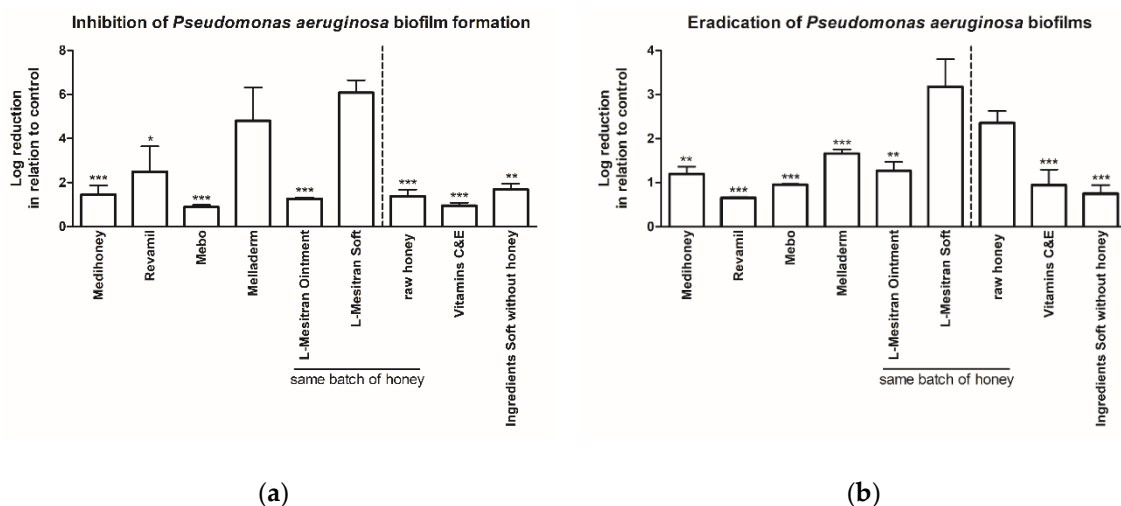 Inhibition of Pseudomonas aeruginosa biofilm formation
Log reduction
in relation to control
8
6
4
2
0
***
*
***
***
***
***
**
Medihoney
Revamil
Mebo
Melladerm
L-Mesitran Ointment
L-Mesitran Soft
raw honey
Vitamins C&E
Ingredients Soft without honey
same batch of honey
(a)
Eradication of Pseudomonas aeruginosa biofilms
Log reduction
in relation to control
4
3
2
1
0
**
***
***
***
**
***
***
Medihoney
Revamil
Mebo
Melladerm
L-Mesitran Ointment
L-Mesitran Soft
raw honey
Vitamins C&E
Ingredients Soft without honey
same batch of honey
(b)